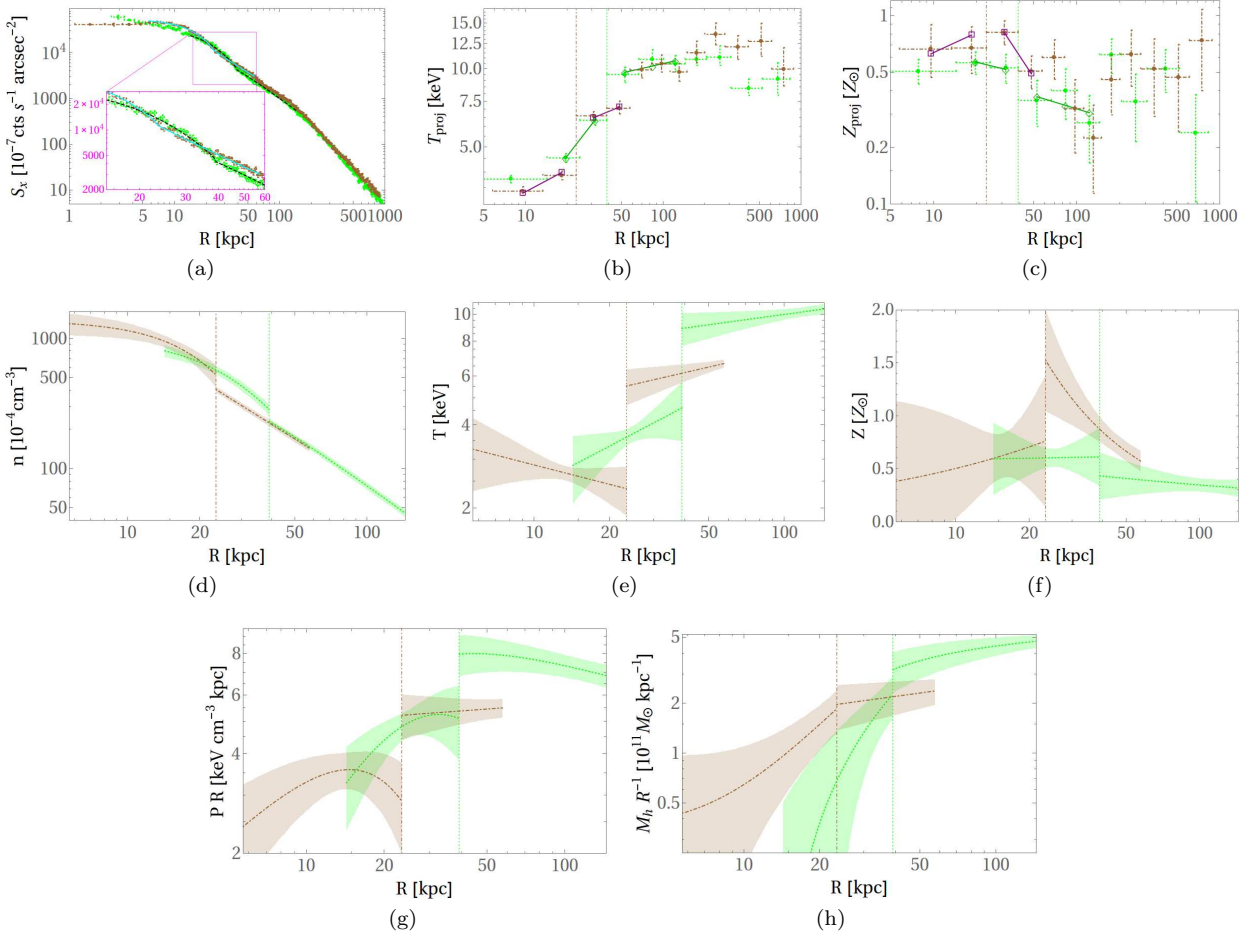 S_x [10^-7 cts s^-1 arcsec^-2]
10^4
1000
100
10
2×10^4
1×10^4
5000
2000
20 30 40 50 60
1 5 10 50 100 500 1000
R [kpc]
(a)
T_proj [keV]
15.0
12.5
10.0
7.5
5.0
5 10 50 100 500 1000
R [kpc]
(b)
Z_proj [Z⊙]
1
0.5
0.2
0.1
5 10 50 100 500 1000
R [kpc]
(c)
n [10^-4 cm^-3]
1000
500
100
50
10 20 50 100
R [kpc]
(d)
T [keV]
10
6
4
2
10 20 50 100
R [kpc]
(e)
Z [Z⊙]
2.0
1.5
1.0
0.5
0.0
10 20 50 100
R [kpc]
(f)
P R [keV cm^-3 kpc]
8
6
4
2
10 20 50 100
R [kpc]
(g)
M_h R^-1 [10^11 M⊙ kpc^-1]
5
2
1
0.5
10 20 50 100
R [kpc]
(h)